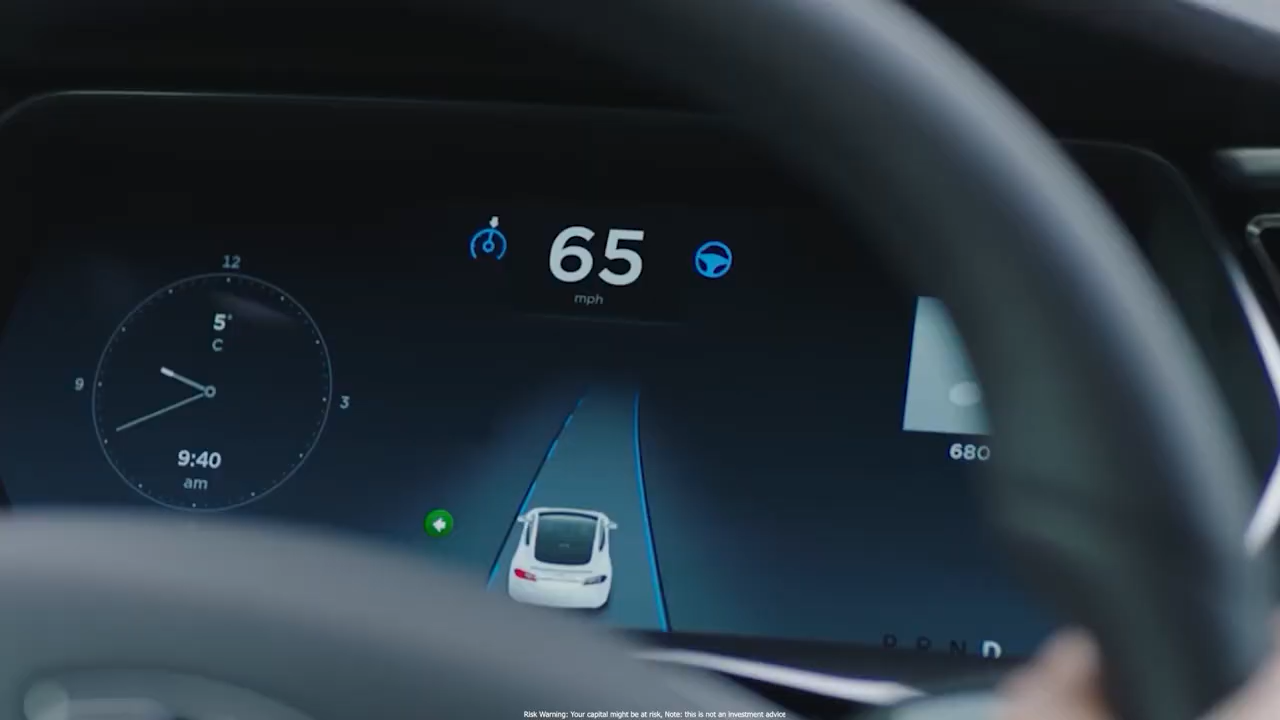 65
mph
12
5°
C
9
3
9:40
am
680
P R N D
Risk Warning: Your capital might be at risk, Note: this is not an investment advice